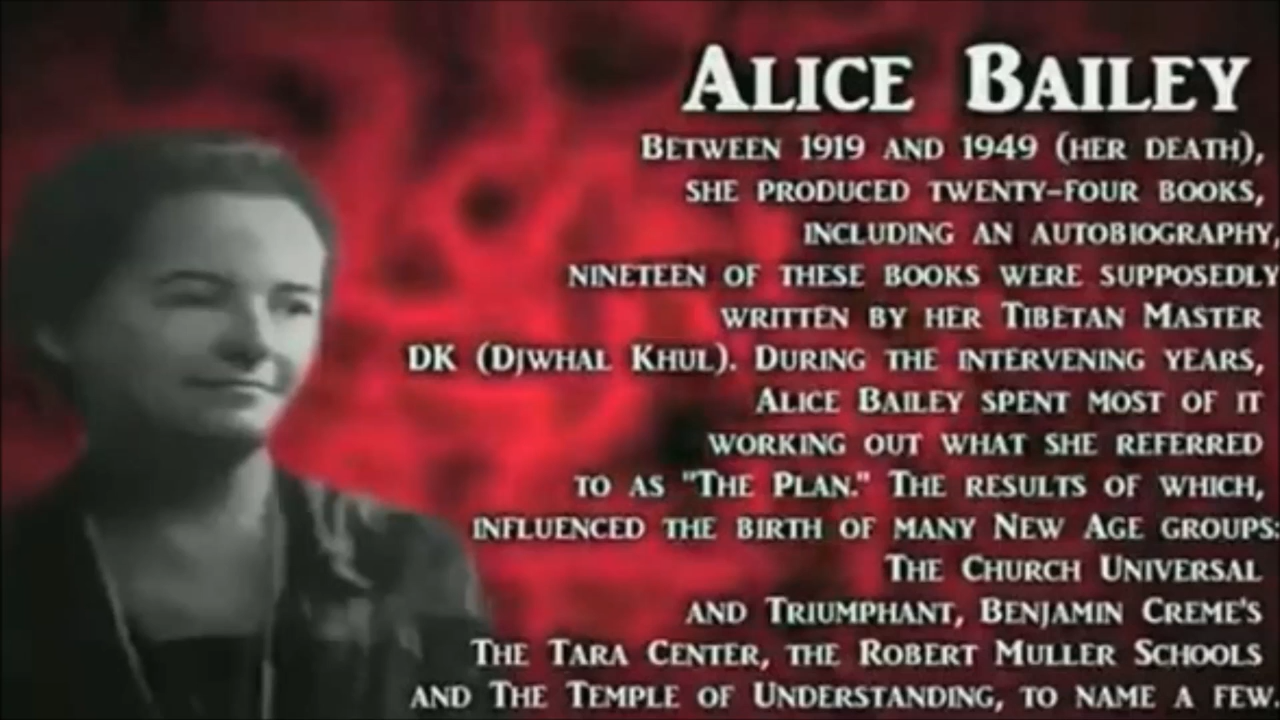 ALICE BAILEY
BETWEEN 1919 AND 1949 (HER DEATH),
SHE PRODUCED TWENTY-FOUR BOOKS,
INCLUDING AN AUTOBIOGRAPHY,
NINETEEN OF THESE BOOKS WERE SUPPOSEDLY
WRITTEN BY HER TIBETAN MASTER
DK (DJWHAL KHUL). DURING THE INTERVENING YEARS,
ALICE BAILEY SPENT MOST OF IT
WORKING OUT WHAT SHE REFERRED
TO AS "THE PLAN." THE RESULTS OF WHICH,
INFLUENCED THE BIRTH OF MANY NEW AGE GROUPS:
THE CHURCH UNIVERSAL
AND TRIUMPHANT, BENJAMIN CREME'S
THE TARA CENTER, THE ROBERT MULLER SCHOOLS
AND THE TEMPLE OF UNDERSTANDING, TO NAME A FEW.